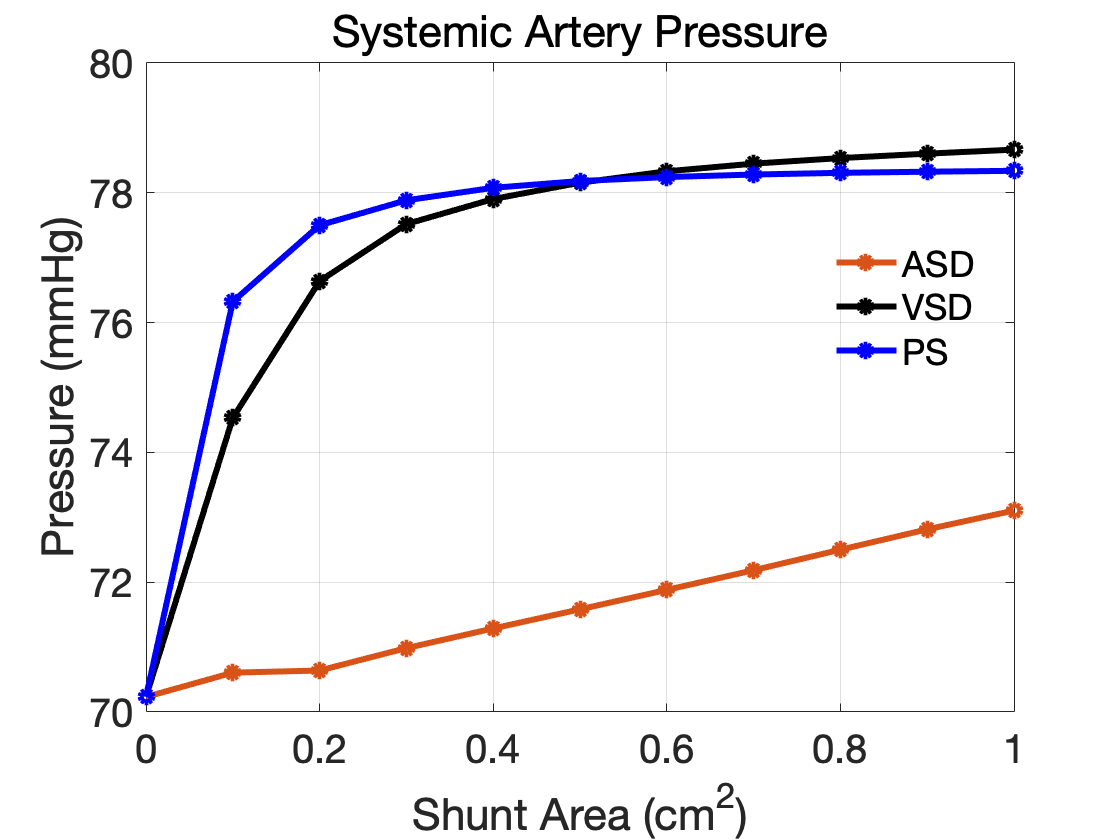 Systemic Artery Pressure
80
78
76
74
72
70
Pressure (mmHg)
ASD
VSD
PS
0 0.2 0.4 0.6 0.8 1
Shunt Area (cm²)